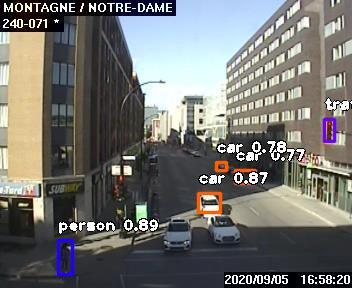 MONTAGNE / NOTRE-DAME
240-071 *
tra
car 0.78
car 0.77
car 0.87
SUBWAY
person 0.89
2020/09/05 16:58:20